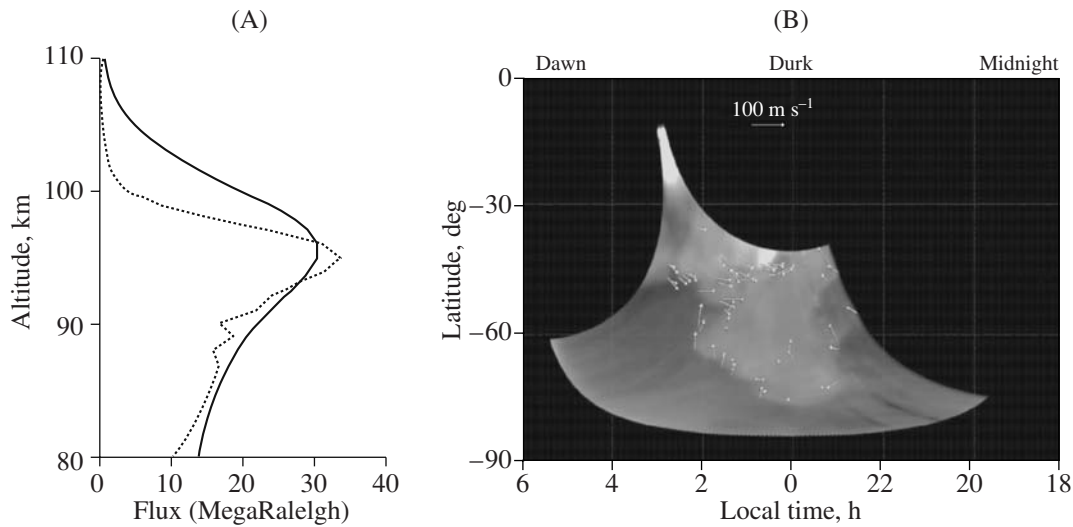 (A)
110
100
90
80
0
10
20
30
40
Altitude, km
Flux (MegaRalelgh)
(B)
Dawn
Durk
Midnight
100 m s⁻¹
0
−30
−60
−90
6
4
2
0
22
20
18
Latitude, deg
Local time, h